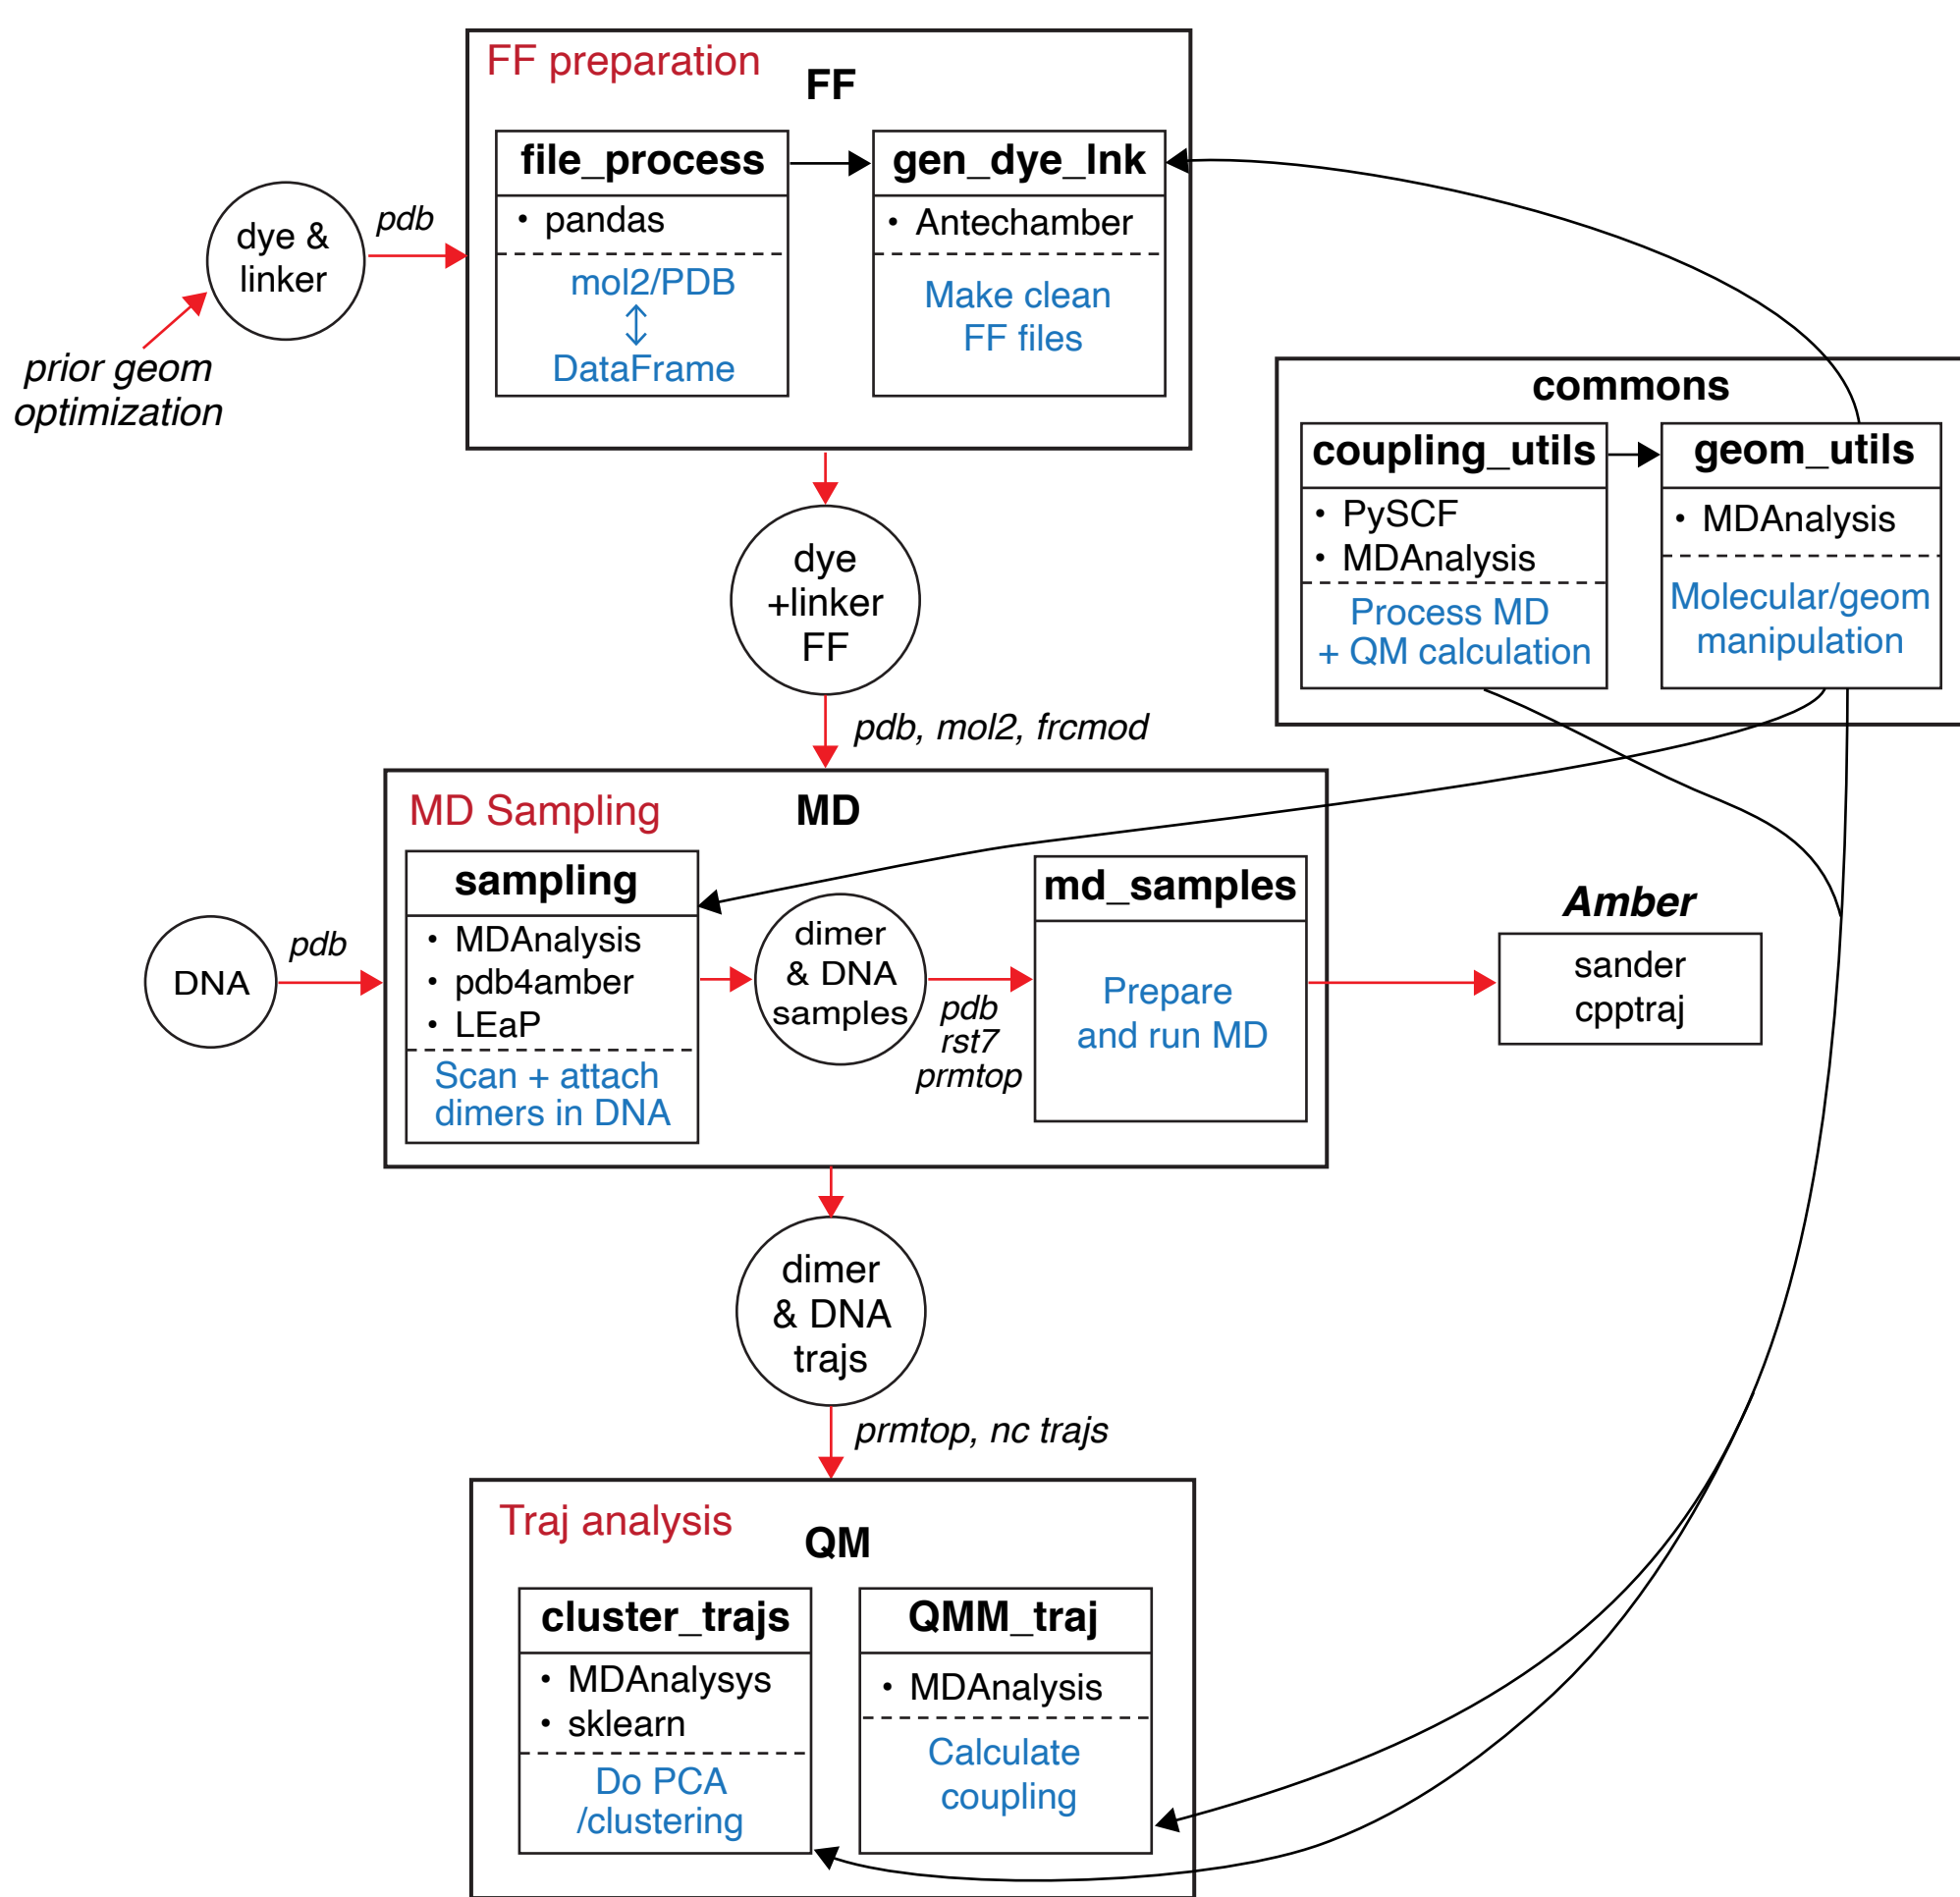 FF preparation
FF
file_process
• pandas
mol2/PDB
DataFrame
gen_dye_lnk
• Antechamber
Make clean
FF files
dye &
linker
pdb
prior geom
optimization
commons
coupling_utils
• PySCF
• MDAnalysis
Process MD
+ QM calculation
geom_utils
• MDAnalysis
Molecular/geom
manipulation
dye
+linker
FF
pdb, mol2, frcmod
MD Sampling
MD
sampling
• MDAnalysis
• pdb4amber
• LEaP
Scan + attach
dimers in DNA
DNA
pdb
dimer
& DNA
samples
pdb
rst7
prmtop
md_samples
Prepare
and run MD
Amber
sander
cpptraj
dimer
& DNA
trajs
prmtop, nc trajs
Traj analysis
QM
cluster_trajs
• MDAnalysys
• sklearn
Do PCA
/clustering
QMM_traj
• MDAnalysis
Calculate
coupling